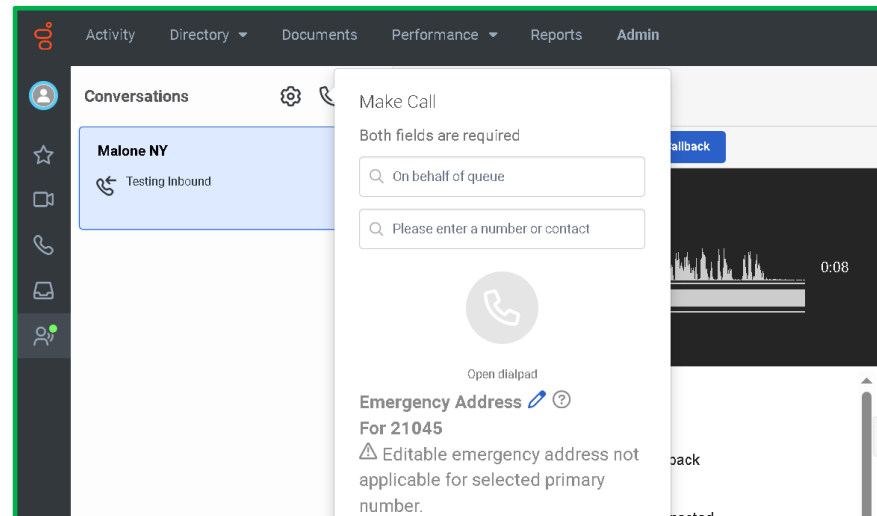 Activity Directory Documents Performance Reports Admin
Conversations
Malone NY
Testing Inbound
Make Call
Both fields are required
On behalf of queue
Please enter a number or contact
Open dialpad
Emergency Address
For 21045
Editable emergency address not
applicable for selected primary
number.
allback
0:08
back